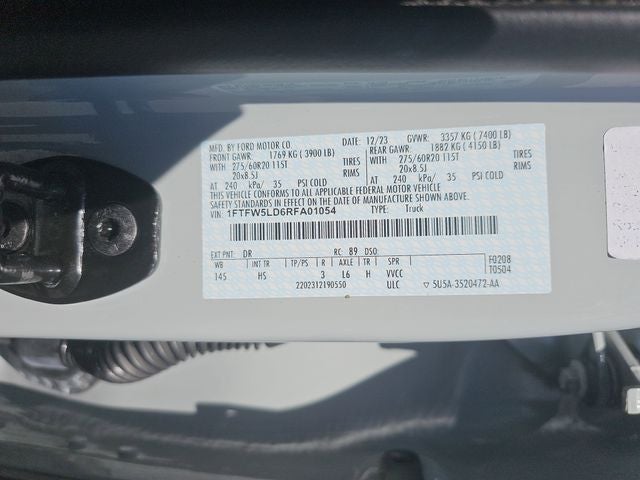 MFD. BY FORD MOTOR CO. 12/23 GVWR: 3357 KG ( 7400 LB)
DATE:
FRONT GAWR: 1769 KG ( 3900 LB) REAR GAWR: 1882 KG ( 4150 LB)
WITH 275/60R20 115T TIRES WITH 275/60R20 115T TIRES
20x8.5J RIMS 20x8.5J RIMS
AT 240 kPa/ 35 PSI COLD AT 240 kPa/ 35 PSI COLD
THIS VEHICLE CONFORMS TO ALL APPLICABLE FEDERAL MOTOR VEHICLE
SAFETY STANDARDS IN EFFECT ON THE DATE OF MANUFACTURE SHOWN ABOVE.
VIN: 1FTFW5LD6RFA01054 TYPE: Truck
EXT PNT: DR RC: 89 DSO: F0208
WB INT TR TP/PS R AXLE TR SPR T0504
145 H5 3 L6 H VVCC
2202312190550 ULC ▽ 5U5A-3520472-AA